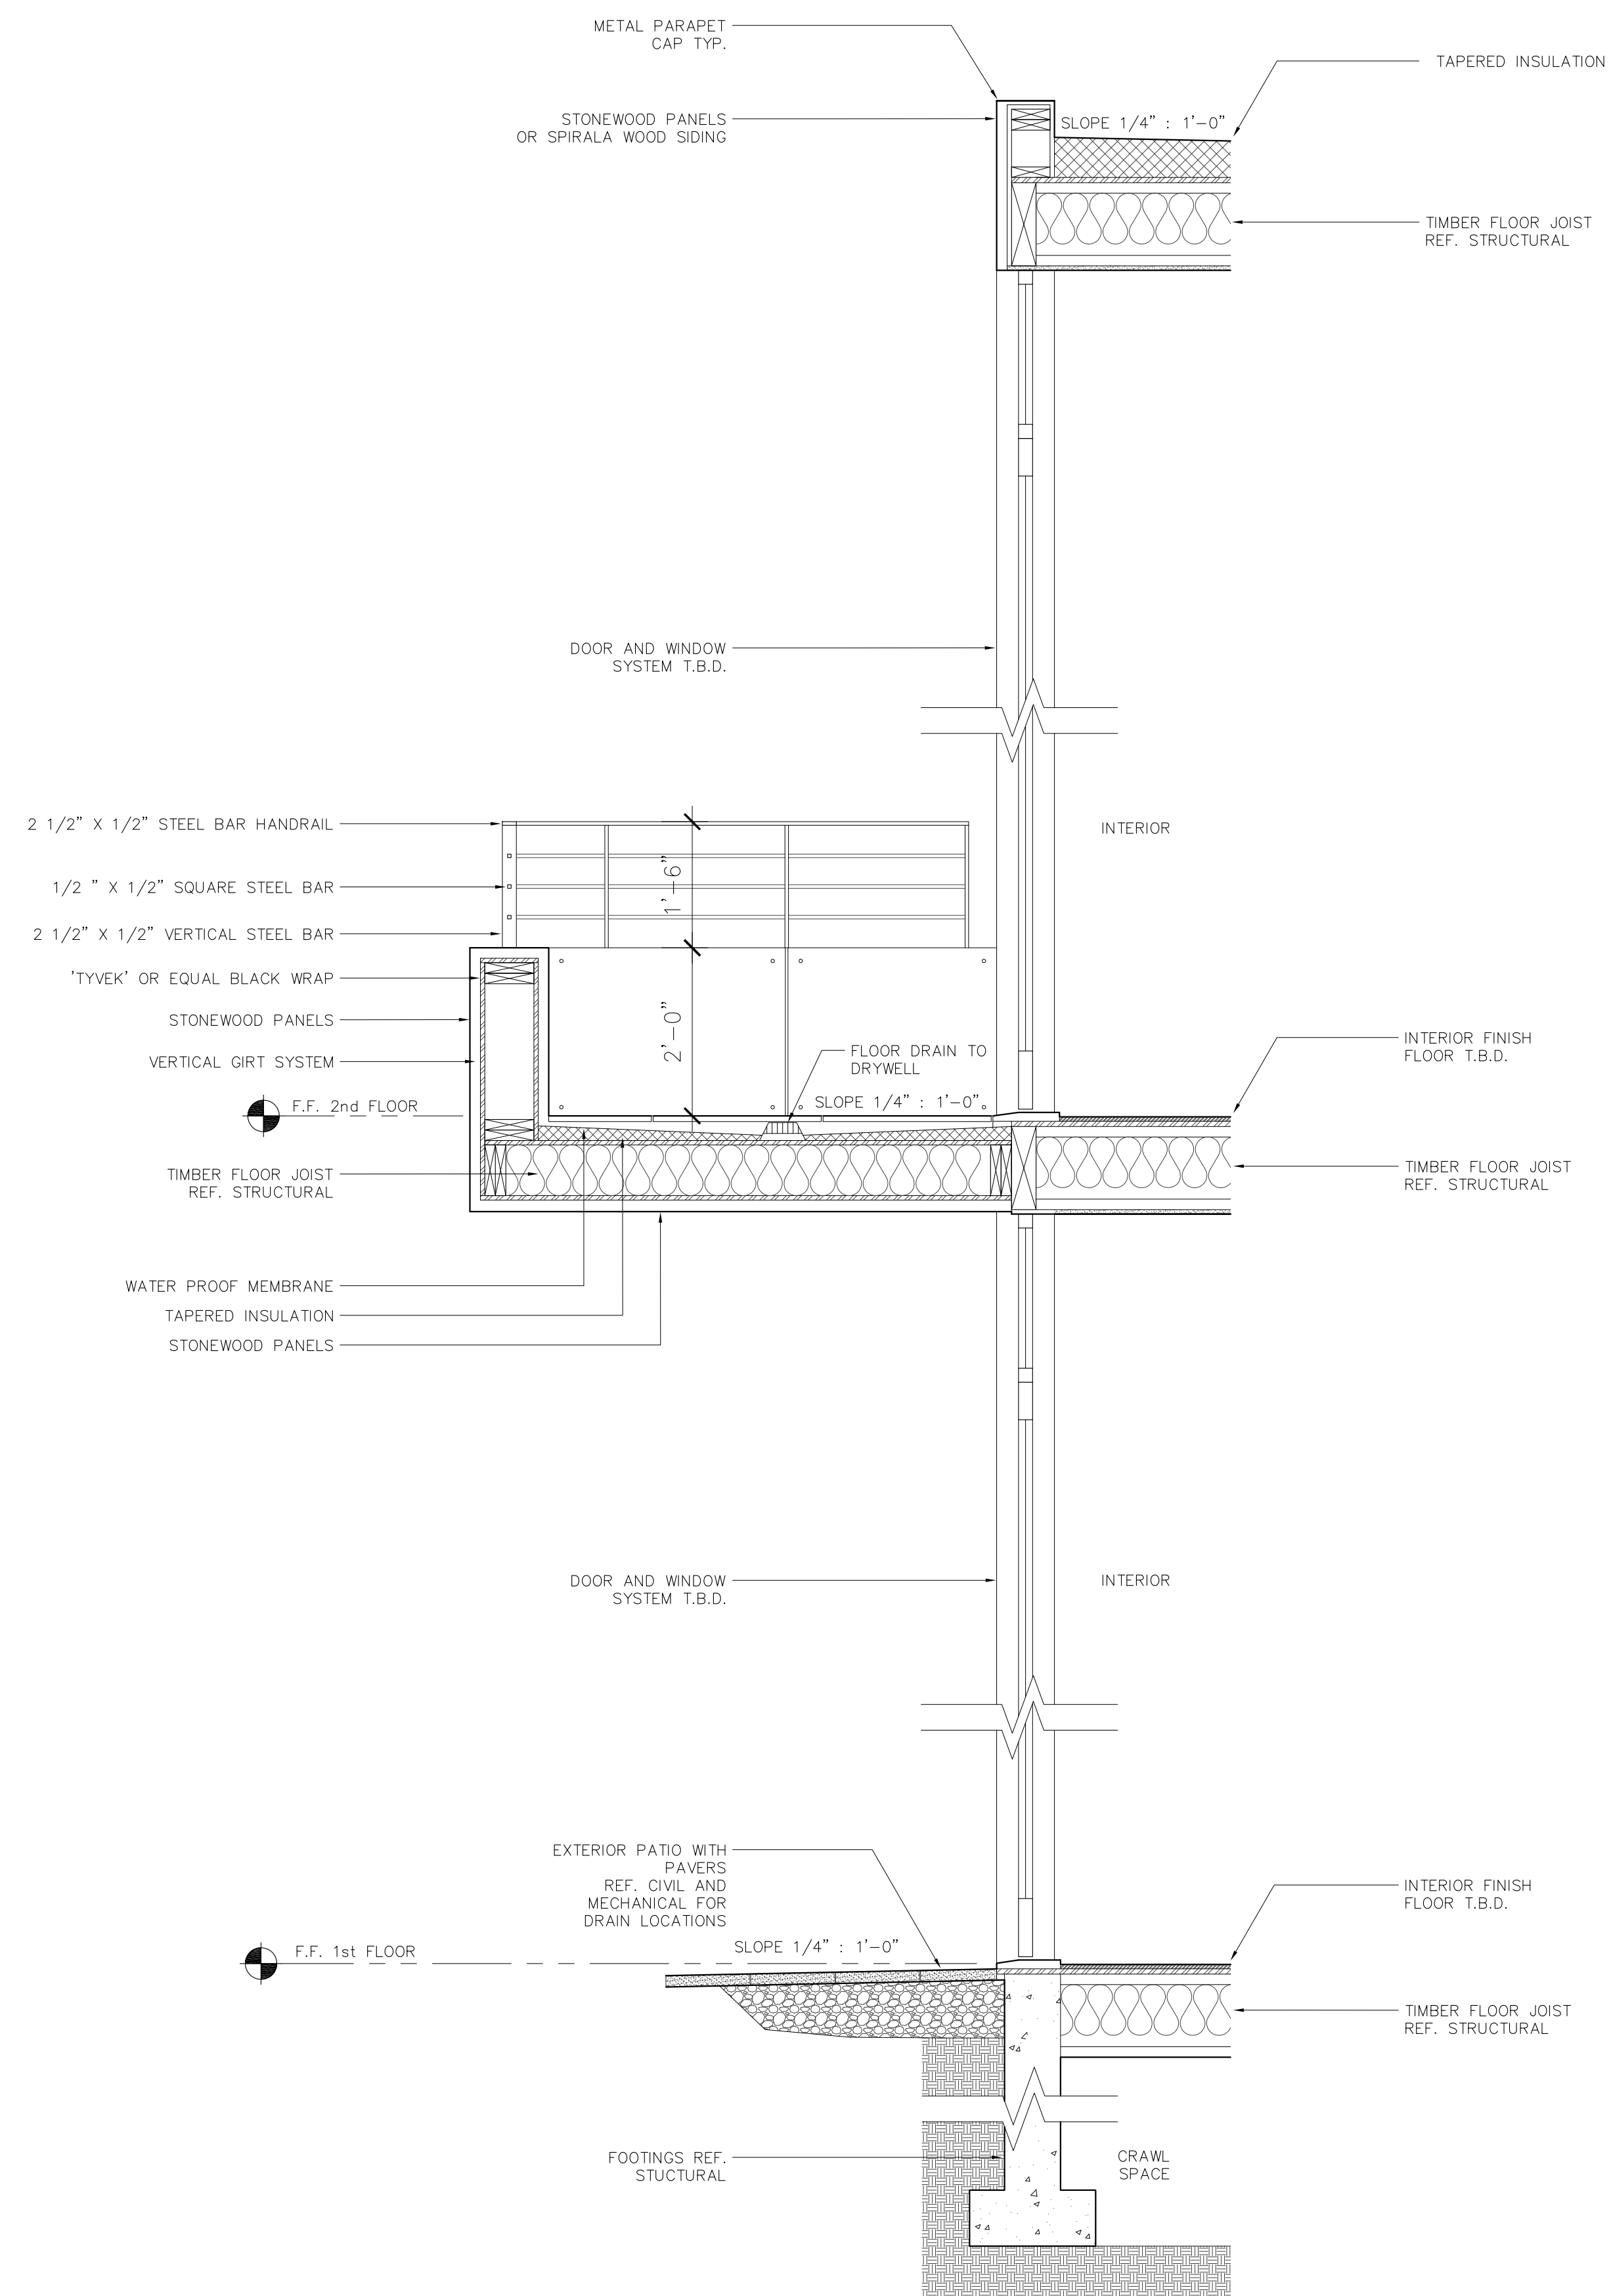 METAL PARAPET
CAP TYP.
TAPERED INSULATION
STONEWOOD PANELS
OR SPIRALA WOOD SIDING
SLOPE 1/4" : 1'-0"
TIMBER FLOOR JOIST
REF. STRUCTURAL
DOOR AND WINDOW
SYSTEM T.B.D.
2 1/2" X 1/2" STEEL BAR HANDRAIL
INTERIOR
1'-6"
1/2 " X 1/2" SQUARE STEEL BAR
2 1/2" X 1/2" VERTICAL STEEL BAR
'TYVEK' OR EQUAL BLACK WRAP
STONEWOOD PANELS
2'-0"
VERTICAL GIRT SYSTEM
FLOOR DRAIN TO
DRYWELL
INTERIOR FINISH
FLOOR T.B.D.
F.F. 2nd FLOOR
SLOPE 1/4" : 1'-0"
TIMBER FLOOR JOIST
REF. STRUCTURAL
TIMBER FLOOR JOIST
REF. STRUCTURAL
WATER PROOF MEMBRANE
TAPERED INSULATION
STONEWOOD PANELS
DOOR AND WINDOW
SYSTEM T.B.D.
INTERIOR
EXTERIOR PATIO WITH
PAVERS
REF. CIVIL AND
MECHANICAL FOR
DRAIN LOCATIONS
INTERIOR FINISH
FLOOR T.B.D.
F.F. 1st FLOOR
SLOPE 1/4" : 1'-0"
TIMBER FLOOR JOIST
REF. STRUCTURAL
FOOTINGS REF.
STUCTURAL
CRAWL
SPACE